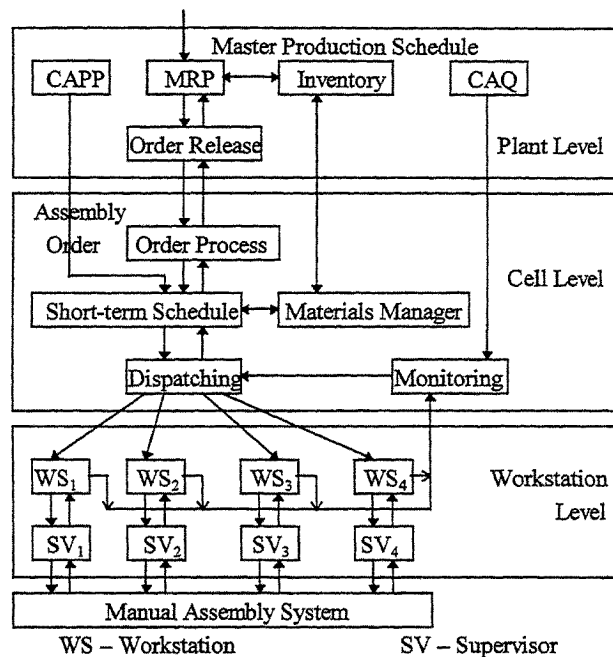 Master Production Schedule
CAPP
MRP
Inventory
CAQ
Order Release
Plant Level
Assembly
Order
Order Process
Cell Level
Short-term Schedule
Materials Manager
Dispatching
Monitoring
WS₁
WS₂
WS₃
WS₄
Workstation
Level
SV₁
SV₂
SV₃
SV₄
Manual Assembly System
WS – Workstation
SV – Supervisor